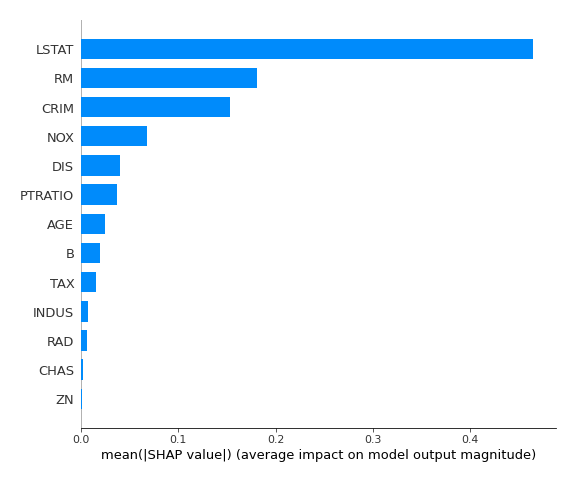 LSTAT
RM
CRIM
NOX
DIS
PTRATIO
AGE
B
TAX
INDUS
RAD
CHAS
ZN
0.0 0.1 0.2 0.3 0.4
mean(|SHAP value|) (average impact on model output magnitude)